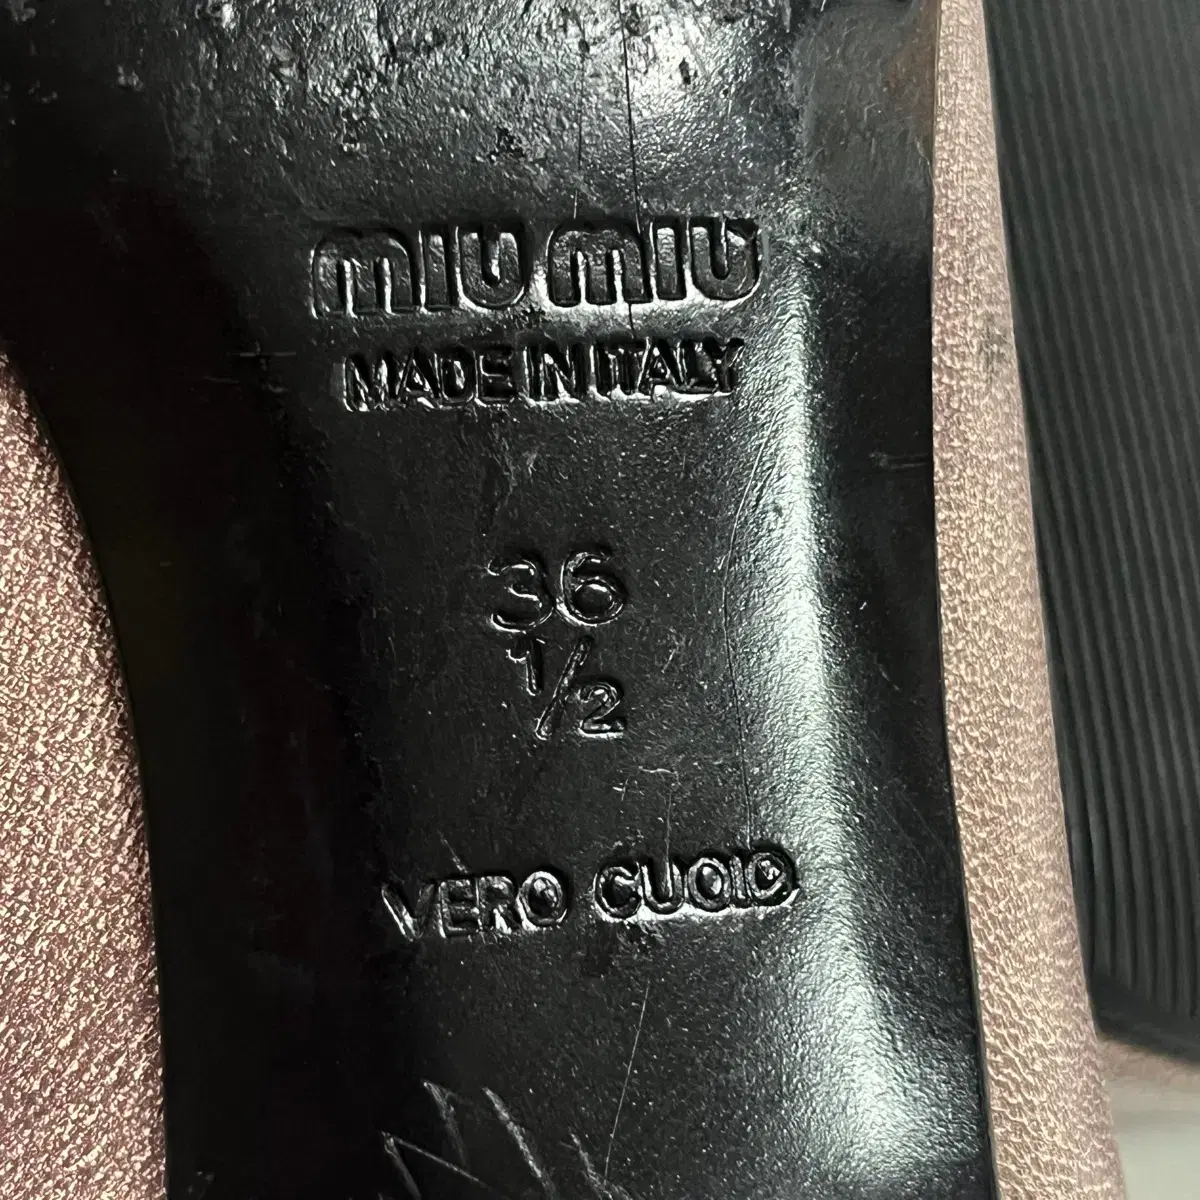 miu miu
MADE IN ITALY
36
1/2
VERO CUOIO